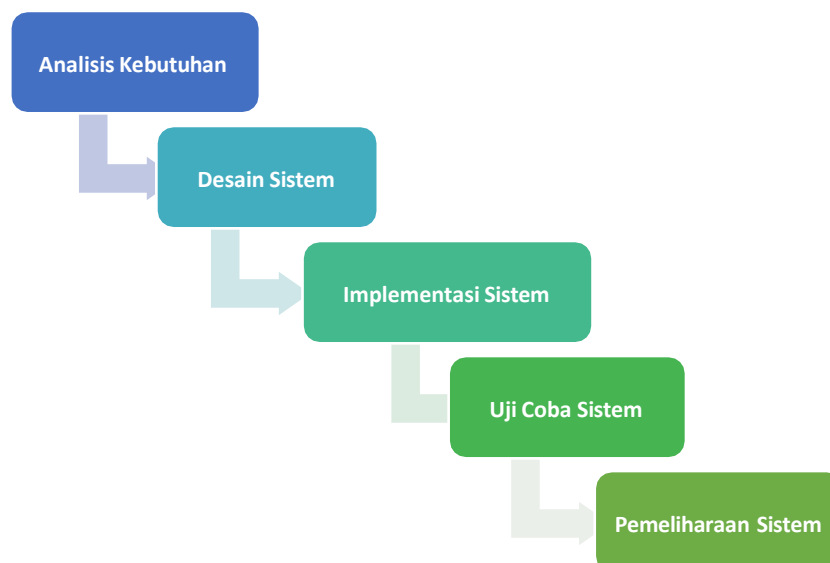 Analisis Kebutuhan
Desain Sistem
Implementasi Sistem
Uji Coba Sistem
Pemeliharaan Sistem